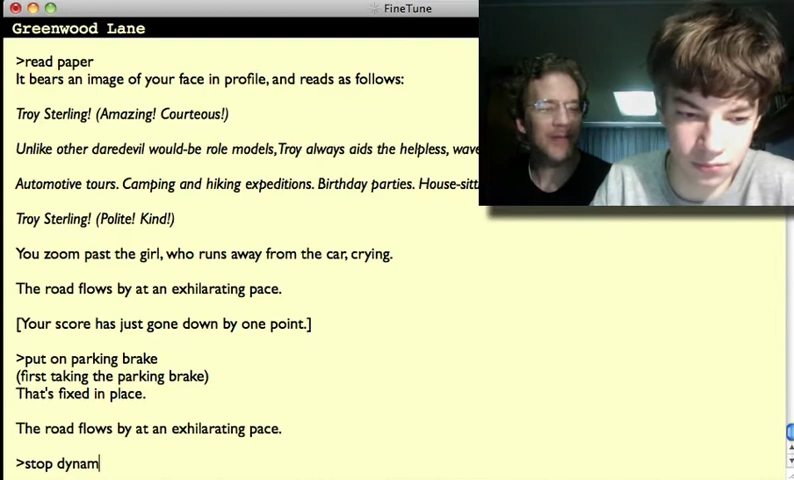 FineTune
Greenwood Lane
>read paper
It bears an image of your face in profile, and reads as follows:
Troy Sterling! (Amazing! Courteous!)
Unlike other daredevil would-be role models, Troy always aids the helpless, wave
Automotive tours. Camping and hiking expeditions. Birthday parties. House-sitt
Troy Sterling! (Polite! Kind!)
You zoom past the girl, who runs away from the car, crying.
The road flows by at an exhilarating pace.
[Your score has just gone down by one point.]
>put on parking brake
(first taking the parking brake)
That's fixed in place.
The road flows by at an exhilarating pace.
>stop dynam